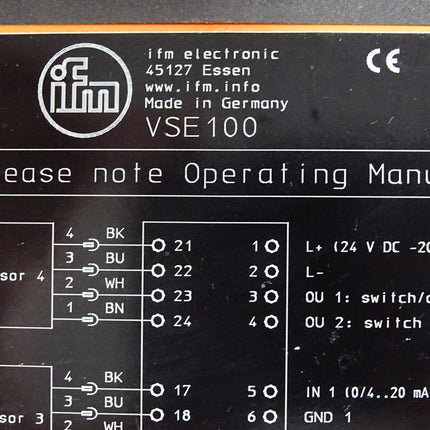 ifm
ifm electronic
45127 Essen
www.ifm.info
Made in Germany
VSE100
CE
ease note Operating Manu
4 BK 21 1 L+ (24 V DC -20
3 BU 22 2 L-
sor 4 2 WH 23 3 OU 1: switch/
1 BN 24 4 OU 2: switch
4 BK 17 5 IN 1 (0/4..20 mA
3 BU 18 6 GND 1
sor 3 2 WH